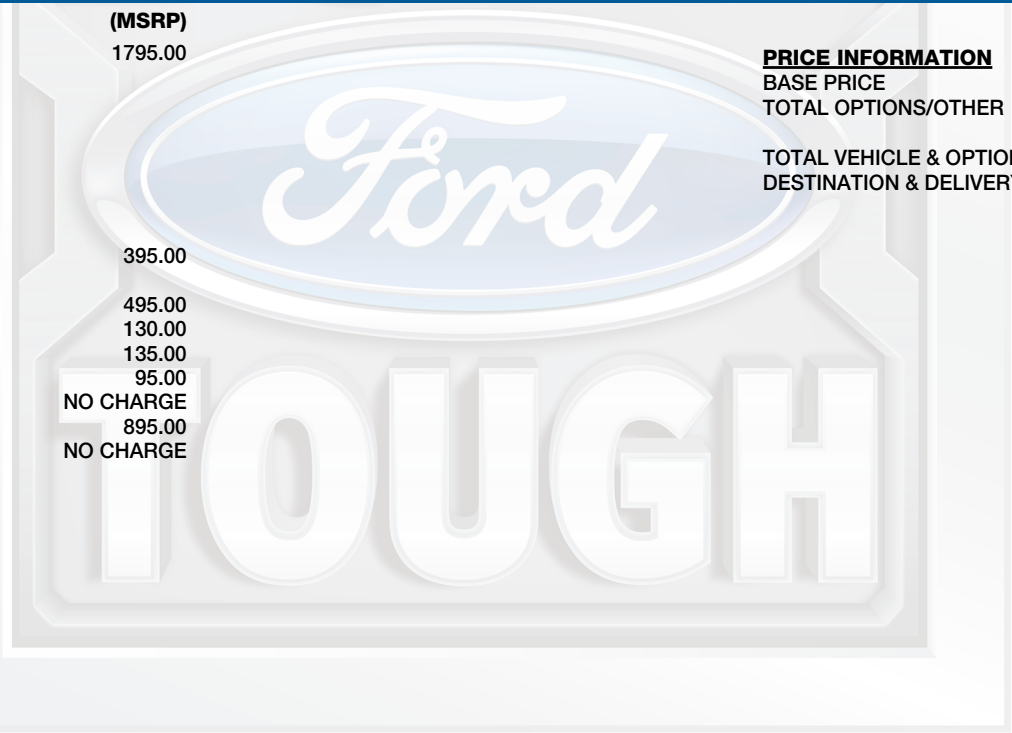 (MSRP)
1795.00
395.00
495.00
130.00
135.00
95.00
NO CHARGE
895.00
NO CHARGE
PRICE INFORMATION
BASE PRICE
TOTAL OPTIONS/OTHER
TOTAL VEHICLE & OPTION
DESTINATION & DELIVERY
Ford
TOUGH